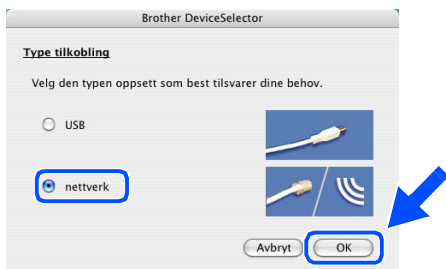 Brother DeviceSelector
Type tilkobling
Velg den typen oppsett som best tilsvarer dine behov.
USB
nettverk
Avbryt OK